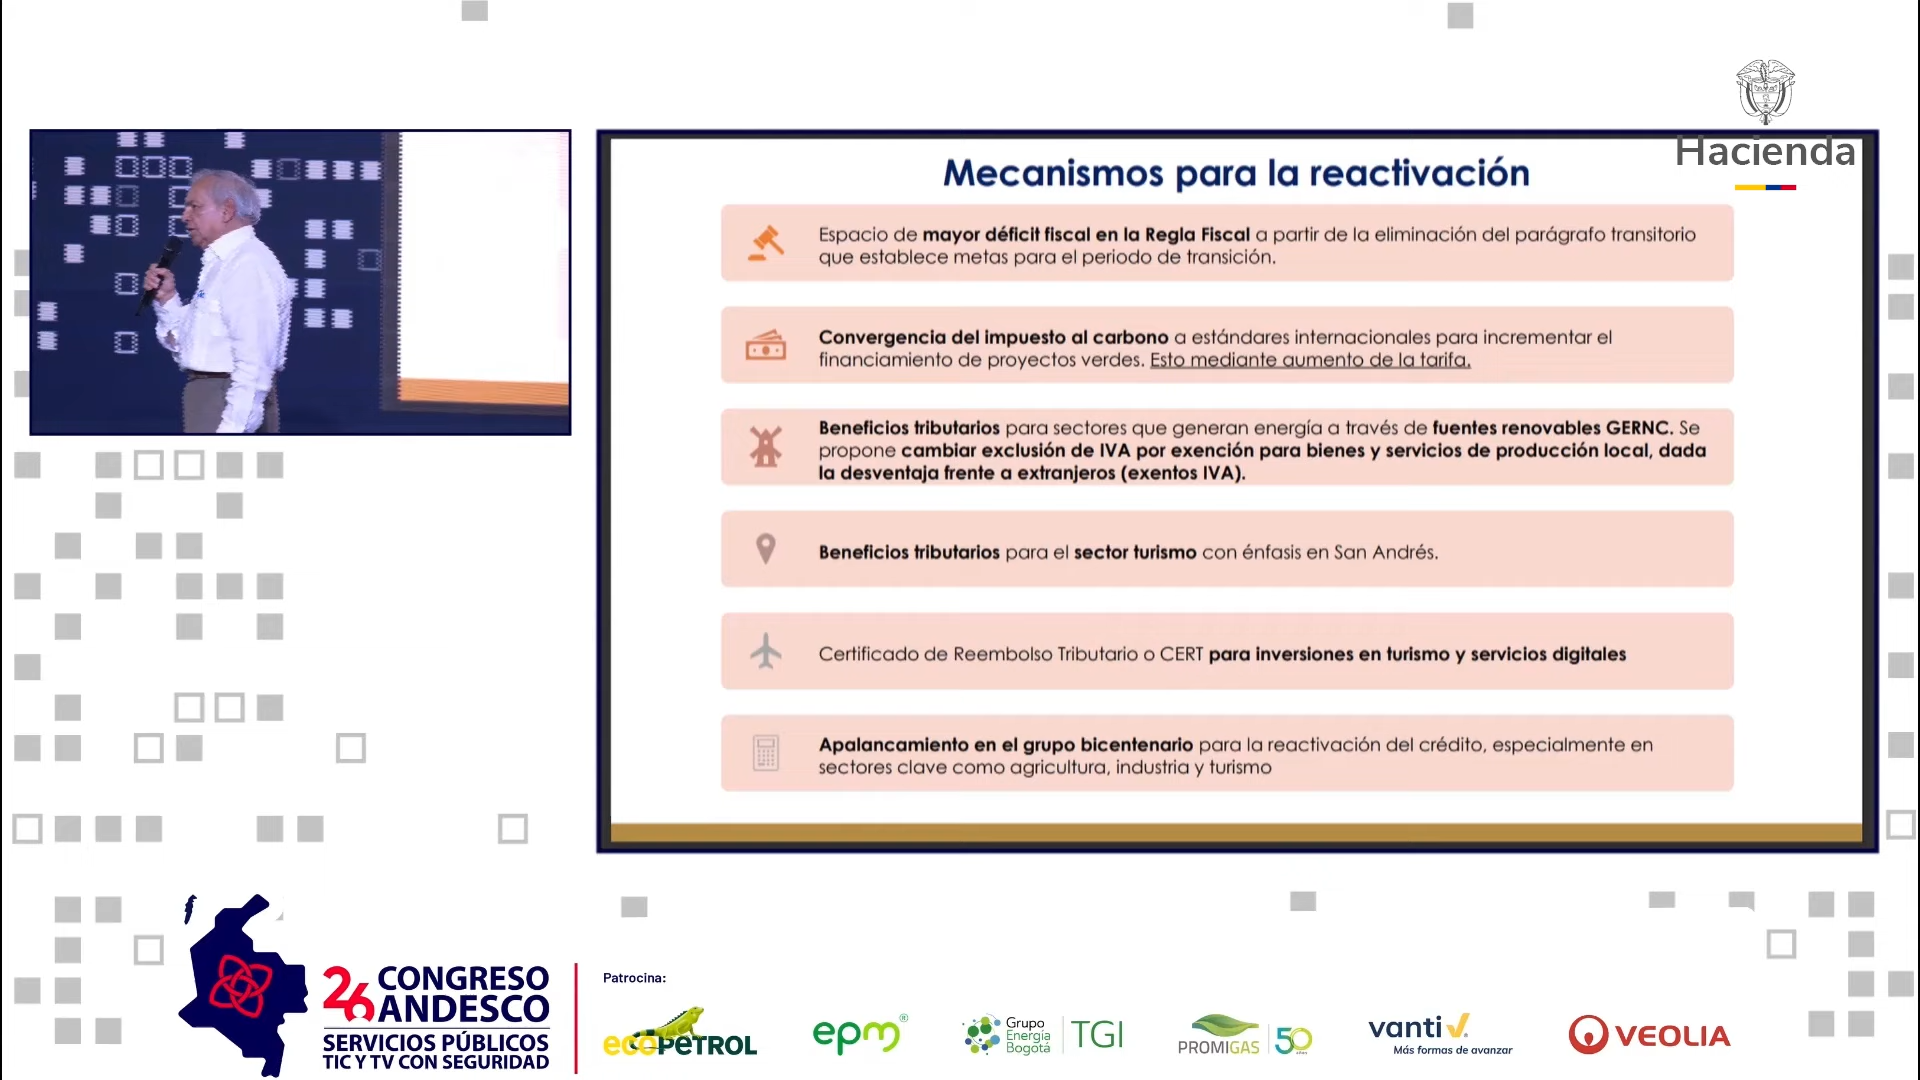 Hacienda
Mecanismos para la reactivación
Espacio de mayor déficit fiscal en la Regla Fiscal a partir de la eliminación del parágrafo transitorio
que establece metas para el periodo de transición.
Convergencia del impuesto al carbono a estándares internacionales para incrementar el
financiamiento de proyectos verdes. Esto mediante aumento de la tarifa.
Beneficios tributarios para sectores que generan energía a través de fuentes renovables GERNC. Se
propone cambiar exclusión de IVA por exención para bienes y servicios de producción local, dada
la desventaja frente a extranjeros (exentos IVA).
Beneficios tributarios para el sector turismo con énfasis en San Andrés.
Certificado de Reembolso Tributario o CERT para inversiones en turismo y servicios digitales
Apalancamiento en el grupo bicentenario para la reactivación del crédito, especialmente en
sectores clave como agricultura, industria y turismo
26 CONGRESO
ANDESCO
SERVICIOS PÚBLICOS
TIC Y TV CON SEGURIDAD
Patrocina:
ecopetrol
epm®
Grupo
Energía
Bogotá
TGI
PROMIGAS
50
años
vanti
Más formas de avanzar
VEOLIA